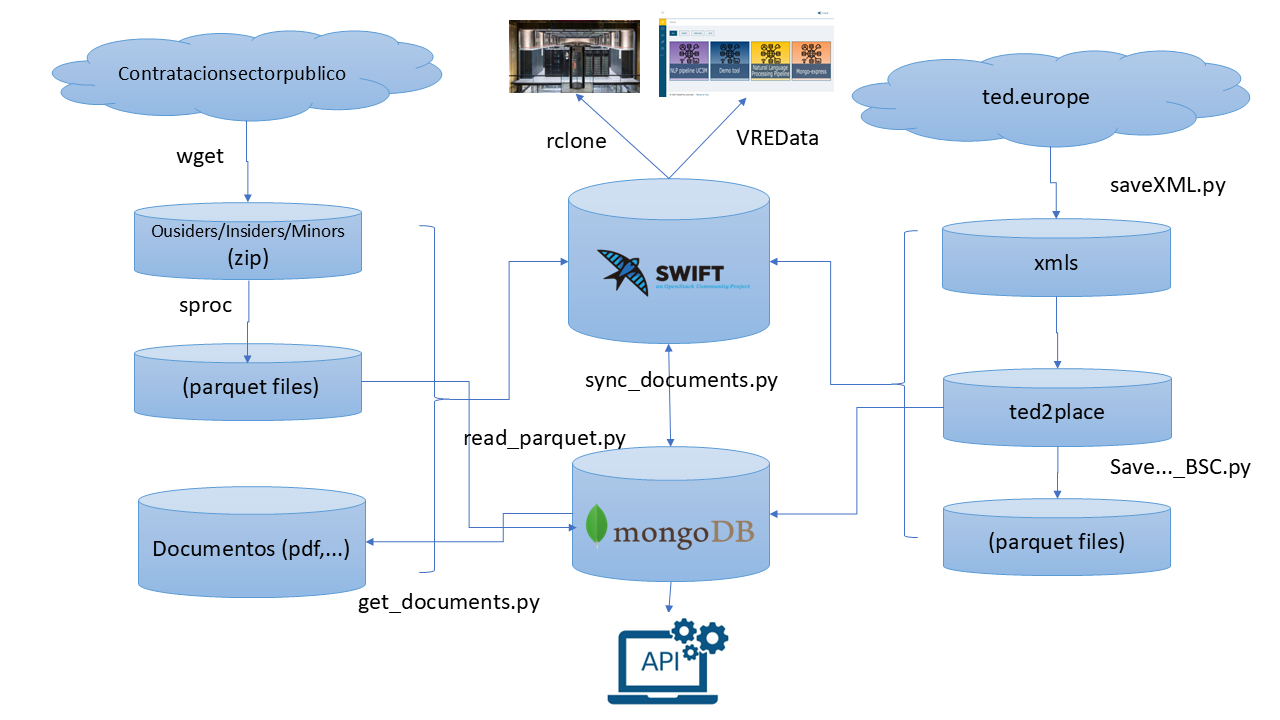 Contratacionsectorpublico
wget
Ousiders/Insiders/Minors
(zip)
sproc
(parquet files)
Documentos (pdf,...)
get_documents.py
read_parquet.py
rclone
VREData
NLP pipeline UC3M
Demo tool
Natural Language
Processing Pipeline
Mongo-express
SWIFT
an OpenStack Community Project
sync_documents.py
mongoDB
API
ted.europe
saveXML.py
xmls
ted2place
Save..._BSC.py
(parquet files)